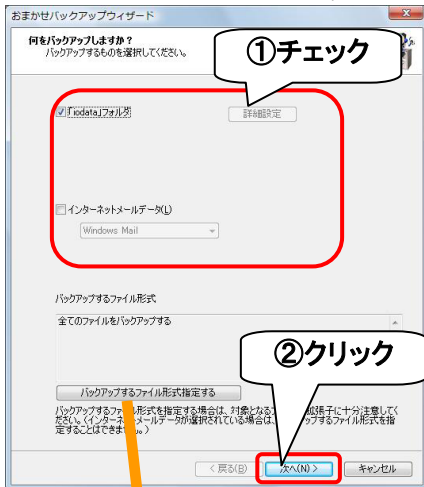 おまかせバックアップウィザード
何をバックアップしますか?
バックアップするものを選択してください。
①チェック
「iodata」フォルダ
詳細設定
インターネットメールデータ(L)
Windows Mail
バックアップするファイル形式
全てのファイルをバックアップする
②クリック
バックアップするファイル形式指定する
バックアップするファイル形式を指定する場合は、対象となる 拡張子に十分注意してく
ださい。(インターネットメールデータが選択されている場合は、 ップするファイル形式を指
定することはできません。)
< 戻る(B)
次へ(N) >
キャンセル